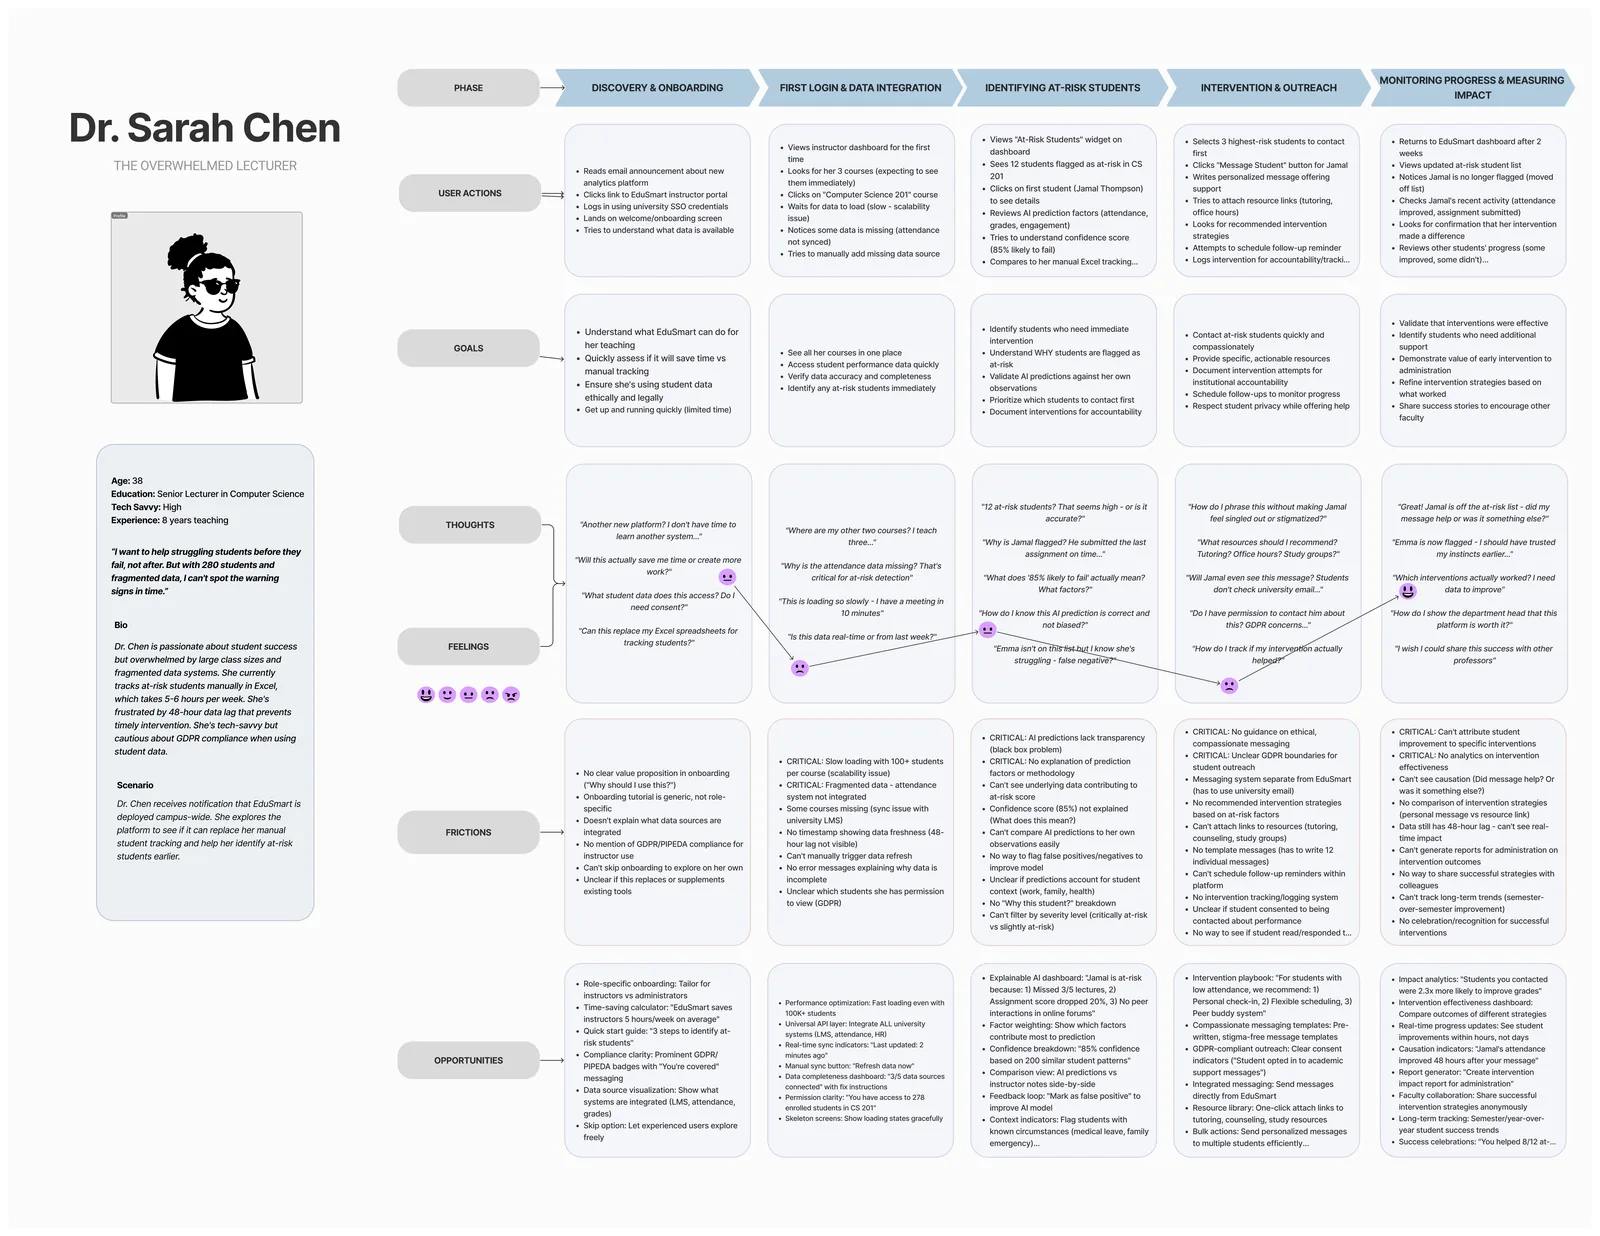 Dr. Sarah Chen
THE OVERWHELMED LECTURER
Profile
Age: 38
Education: Senior Lecturer in Computer Science
Tech Savvy: High
Experience: 8 years teaching
"I want to help struggling students before they
fail, not after. But with 280 students and
fragmented data, I can't spot the warning
signs in time."
Bio
Dr. Chen is passionate about student success
but overwhelmed by large class sizes and
fragmented data systems. She currently
tracks at-risk students manually in Excel,
which takes 5-6 hours per week. She's
frustrated by 48-hour data lag that prevents
timely intervention. She's tech-savvy but
cautious about GDPR compliance when using
student data.
Scenario
Dr. Chen receives notification that EduSmart is
deployed campus-wide. She explores the
platform to see if it can replace her manual
student tracking and help her identify at-risk
students earlier.
PHASE
DISCOVERY & ONBOARDING
FIRST LOGIN & DATA INTEGRATION
IDENTIFYING AT-RISK STUDENTS
INTERVENTION & OUTREACH
MONITORING PROGRESS & MEASURING
IMPACT
USER ACTIONS
• Reads email announcement about new
analytics platform
• Clicks link to EduSmart instructor portal
• Logs in using university SSO credentials
• Lands on welcome/onboarding screen
• Tries to understand what data is available
• Views instructor dashboard for the first
time
• Looks for her 3 courses (expecting to see
them immediately)
• Clicks on "Computer Science 201" course
• Waits for data to load (slow - scalability
issue)
• Notices some data is missing (attendance
not synced)
• Tries to manually add missing data source
• Views "At-Risk Students" widget on
dashboard
• Sees 12 students flagged as at-risk in CS
201
• Clicks on first student (Jamal Thompson)
to see details
• Reviews AI prediction factors (attendance,
grades, engagement)
• Tries to understand confidence score
(85% likely to fail)
• Compares to her manual Excel tracking...
• Selects 3 highest-risk students to contact
first
• Clicks "Message Student" button for Jamal
• Writes personalized message offering
support
• Tries to attach resource links (tutoring,
office hours)
• Looks for recommended intervention
strategies
• Attempts to schedule follow-up reminder
• Logs intervention for accountability/tracki...
• Returns to EduSmart dashboard after 2
weeks
• Views updated at-risk student list
• Notices Jamal is no longer flagged (moved
off list)
• Checks Jamal's recent activity (attendance
improved, assignment submitted)
• Looks for confirmation that her intervention
made a difference
• Reviews other students' progress (some
improved, some didn't)...
GOALS
• Understand what EduSmart can do for
her teaching
• Quickly assess if it will save time vs
manual tracking
• Ensure she's using student data
ethically and legally
• Get up and running quickly (limited time)
• See all her courses in one place
• Access student performance data quickly
• Verify data accuracy and completeness
• Identify any at-risk students immediately
• Identify students who need immediate
intervention
• Understand WHY students are flagged as
at-risk
• Validate AI predictions against her own
observations
• Prioritize which students to contact first
• Document interventions for accountability
• Contact at-risk students quickly and
compassionately
• Provide specific, actionable resources
• Document intervention attempts for
institutional accountability
• Schedule follow-ups to monitor progress
• Respect student privacy while offering help
• Validate that interventions were effective
• Identify students who need additional
support
• Demonstrate value of early intervention to
administration
• Refine intervention strategies based on
what worked
• Share success stories to encourage other
faculty
THOUGHTS
FEELINGS
"Another new platform? I don't have time to
learn another system..."
"Will this actually save me time or create more
work?"
"What student data does this access? Do I
need consent?"
"Can this replace my Excel spreadsheets for
tracking students?"
"Where are my other two courses? I teach
three..."
"Why is the attendance data missing? That's
critical for at-risk detection"
"This is loading so slowly - I have a meeting in
10 minutes"
"Is this data real-time or from last week?"
"12 at-risk students? That seems high - or is it
accurate?"
"Why is Jamal flagged? He submitted the last
assignment on time..."
"What does '85% likely to fail' actually mean?
What factors?"
"How do I know this AI prediction is correct and
not biased?"
"Emma isn't on this list but I know she's
struggling - false negative?"
"How do I phrase this without making Jamal
feel singled out or stigmatized?"
"What resources should I recommend?
Tutoring? Office hours? Study groups?"
"Will Jamal even see this message? Students
don't check university email..."
"Do I have permission to contact him about
this? GDPR concerns..."
"How do I track if my intervention actually
helped?"
"Great! Jamal is off the at-risk list - did my
message help or was it something else?"
"Emma is now flagged - I should have trusted
my instincts earlier..."
"Which interventions actually worked? I need
data to improve"
"How do I show the department head that this
platform is worth it?"
"I wish I could share this success with other
professors"
FRICTIONS
• No clear value proposition in onboarding
("Why should I use this?")
• Onboarding tutorial is generic, not role-
specific
• Doesn't explain what data sources are
integrated
• No mention of GDPR/PIPEDA compliance for
instructor use
• Can't skip onboarding to explore on her own
• Unclear if this replaces or supplements
existing tools
• CRITICAL: Slow loading with 100+ students
per course (scalability issue)
• CRITICAL: Fragmented data - attendance
system not integrated
• Some courses missing (sync issue with
university LMS)
• No timestamp showing data freshness (48-
hour lag not visible)
• Can't manually trigger data refresh
• No error messages explaining why data is
incomplete
• Unclear which students she has permission
to view (GDPR)
• CRITICAL: AI predictions lack transparency
(black box problem)
• CRITICAL: No explanation of prediction
factors or methodology
• Can't see underlying data contributing to
at-risk score
• Confidence score (85%) not explained
(What does this mean?)
• Can't compare AI predictions to her own
observations easily
• No way to flag false positives/negatives to
improve model
• Unclear if predictions account for student
context (work, family, health)
• No "Why this student?" breakdown
• Can't filter by severity level (critically at-risk
vs slightly at-risk)
• CRITICAL: No guidance on ethical,
compassionate messaging
• CRITICAL: Unclear GDPR boundaries for
student outreach
• Messaging system separate from EduSmart
(has to use university email)
• No recommended intervention strategies
based on at-risk factors
• Can't attach links to resources (tutoring,
counseling, study groups)
• No template messages (has to write 12
individual messages)
• Can't schedule follow-up reminders within
platform
• No intervention tracking/logging system
• Unclear if student consented to being
contacted about performance
• No way to see if student read/responded t...
• CRITICAL: Can't attribute student
improvement to specific interventions
• CRITICAL: No analytics on intervention
effectiveness
• Can't see causation (Did message help? Or
was it something else?)
• No comparison of intervention strategies
(personal message vs resource link)
• Data still has 48-hour lag - can't see real-
time impact
• Can't generate reports for administration on
intervention outcomes
• No way to share successful strategies with
colleagues
• Can't track long-term trends (semester-
over-semester improvement)
• No celebration/recognition for successful
interventions
OPPORTUNITIES
• Role-specific onboarding: Tailor for
instructors vs administrators
• Time-saving calculator: "EduSmart saves
instructors 5 hours/week on average"
• Quick start guide: "3 steps to identify at-
risk students"
• Compliance clarity: Prominent GDPR/
PIPEDA badges with "You're covered"
messaging
• Data source visualization: Show what
systems are integrated (LMS, attendance,
grades)
• Skip option: Let experienced users explore
freely
• Performance optimization: Fast loading even with
100K+ students
• Universal API layer: Integrate ALL university
systems (LMS, attendance, HR)
• Real-time sync indicators: "Last updated: 2
minutes ago"
• Manual sync button: "Refresh data now"
• Data completeness dashboard: "3/5 data sources
connected" with fix instructions
• Permission clarity: "You have access to 278
enrolled students in CS 201"
• Skeleton screens: Show loading states gracefully
• Explainable AI dashboard: "Jamal is at-risk
because: 1) Missed 3/5 lectures, 2)
Assignment score dropped 20%, 3) No peer
interactions in online forums"
• Factor weighting: Show which factors
contribute most to prediction
• Confidence breakdown: "85% confidence
based on 200 similar student patterns"
• Comparison view: AI predictions vs
instructor notes side-by-side
• Feedback loop: "Mark as false positive" to
improve AI model
• Context indicators: Flag students with
known circumstances (medical leave, family
emergency)...
• Intervention playbook: "For students with
low attendance, we recommend: 1)
Personal check-in, 2) Flexible scheduling, 3)
Peer buddy system"
• Compassionate messaging templates: Pre-
written, stigma-free message templates
• GDPR-compliant outreach: Clear consent
indicators ("Student opted in to academic
support messages")
• Integrated messaging: Send messages
directly from EduSmart
• Resource library: One-click attach links to
tutoring, counseling, study resources
• Bulk actions: Send personalized messages
to multiple students efficiently...
• Impact analytics: "Students you contacted
were 2.3x more likely to improve grades"
• Intervention effectiveness dashboard:
Compare outcomes of different strategies
• Real-time progress updates: See student
improvements within hours, not days
• Causation indicators: "Jamal's attendance
improved 48 hours after your message"
• Report generator: "Create intervention
impact report for administration"
• Faculty collaboration: Share successful
intervention strategies anonymously
• Long-term tracking: Semester/year-over-
year student success trends
• Success celebrations: "You helped 8/12 at-...